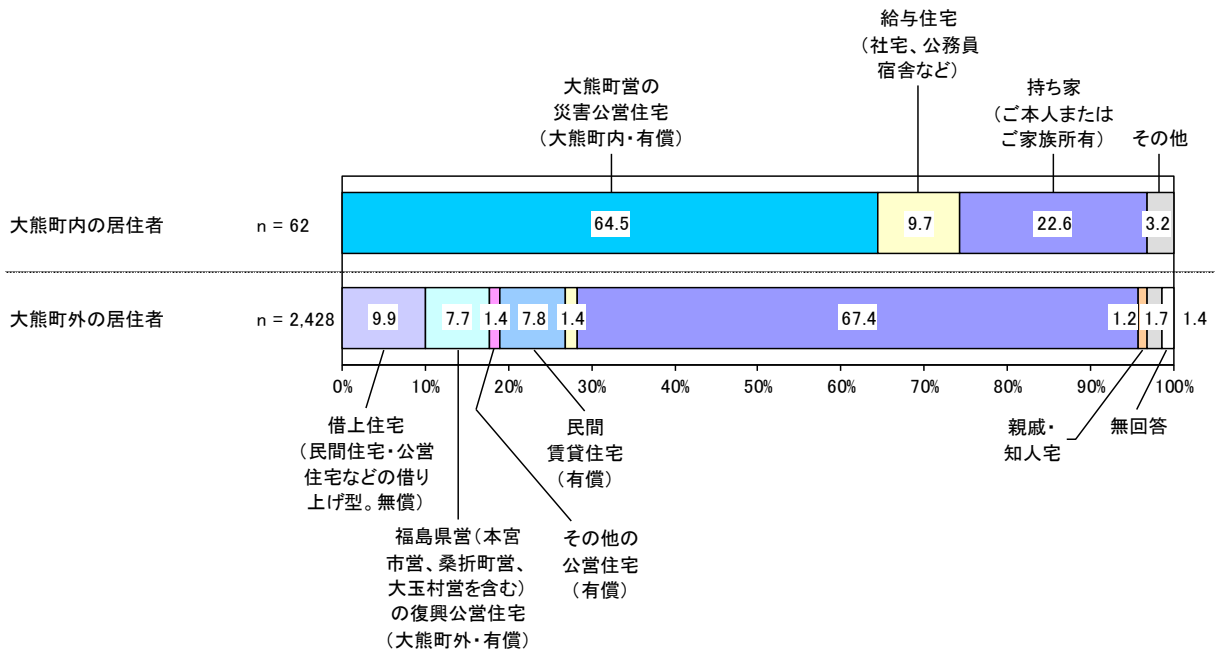 給与住宅
（社宅、公務員
宿舎など）
大熊町営の
災害公営住宅
（大熊町内・有償）
持ち家
（ご本人または
ご家族所有）
その他
大熊町内の居住者
n = 62
64.5
9.7
22.6
3.2
大熊町外の居住者
n = 2,428
9.9
7.7
1.4
7.8
1.4
67.4
1.2
1.7
1.4
0%
10%
20%
30%
40%
50%
60%
70%
80%
90%
100%
借上住宅
（民間住宅・公営
住宅などの借り
上げ型。無償）
民間
賃貸住宅
（有償）
親戚・
知人宅
無回答
福島県営（本宮
市営、桑折町営、
大玉村営を含む）
の復興公営住宅
（大熊町外・有償）
その他の
公営住宅
（有償）